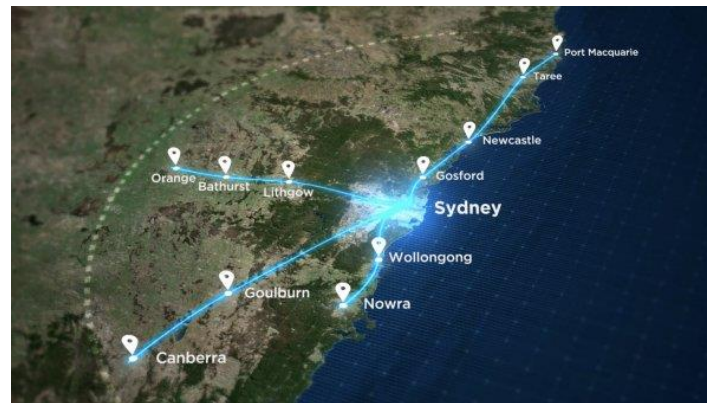 Port Macquarie
Taree
Newcastle
Gosford
Orange
Bathurst
Lithgow
Sydney
Wollongong
Goulburn
Nowra
Canberra